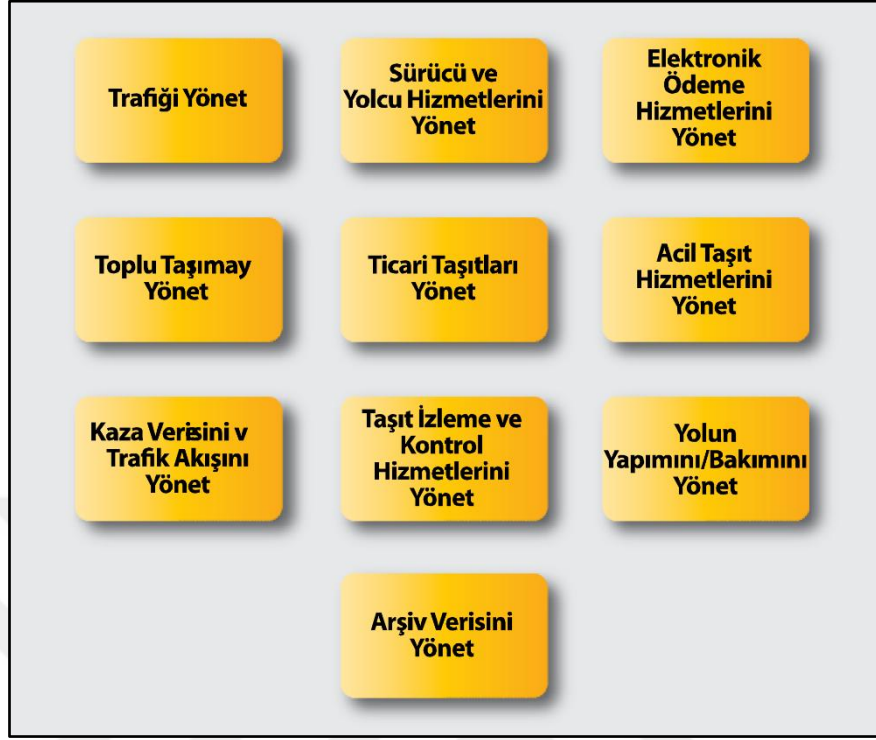 Trafiği Yönet
Sürücü ve
Yolcu Hizmetlerini
Yönet
Elektronik
Ödeme
Hizmetlerini
Yönet
Toplu Taşımay
Yönet
Ticari Taşıtları
Yönet
Acil Taşıt
Hizmetlerini
Yönet
Kaza Verisini v
Trafik Akışını
Yönet
Taşıt İzleme ve
Kontrol
Hizmetlerini
Yönet
Yolun
Yapımını/Bakımını
Yönet
Arşiv Verisini
Yönet